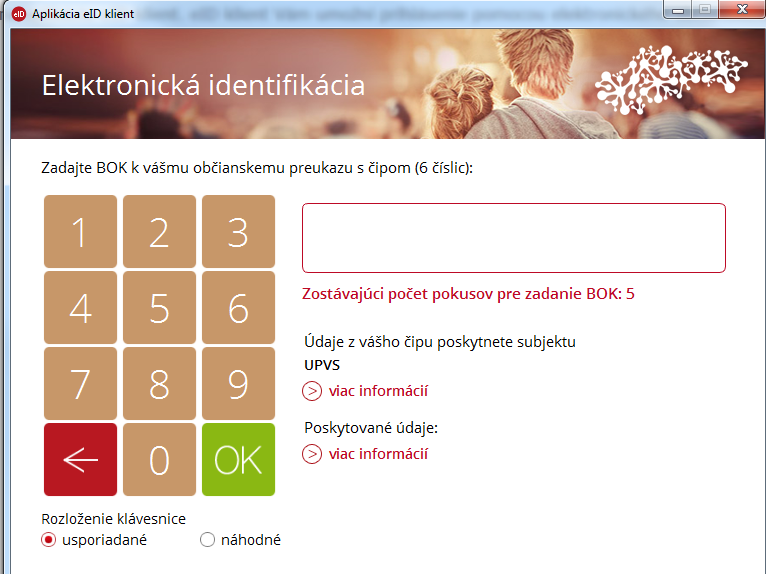 eID Aplikácia eID klient
Elektronická identifikácia
Zadajte BOK k vášmu občianskemu preukazu s čipom (6 číslic):
1 2 3
4 5 6
7 8 9
0 OK
Zostávajúci počet pokusov pre zadanie BOK: 5
Údaje z vášho čipu poskytnete subjektu
UPVS
viac informácií
Poskytované údaje:
viac informácií
Rozloženie klávesnice
usporiadané náhodné